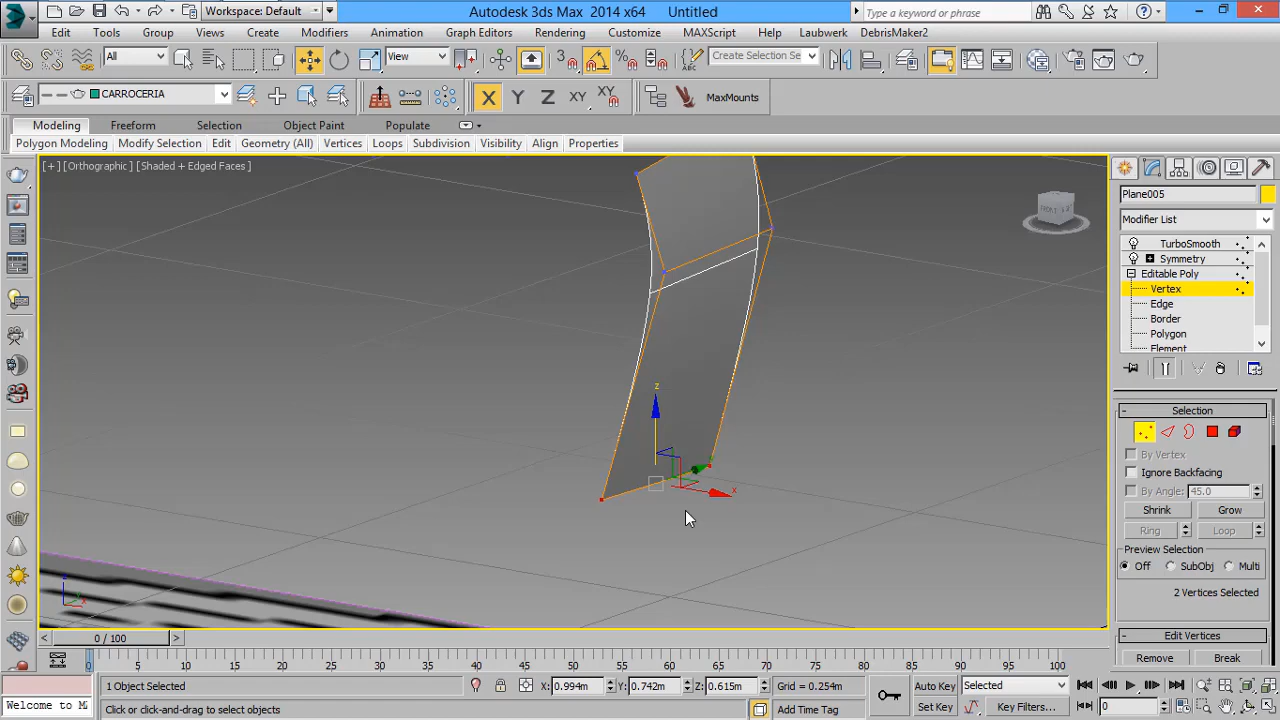 Workspace: Default
Autodesk 3ds Max 2014 x64 Untitled
Type a keyword or phrase
Edit Tools Group Views Create Modifiers Animation Graph Editors Rendering Customize MAXScript Help Laubwerk DebrisMaker2
All View 3 Create Selection Se
CARROCERIA X Y Z XY XY MaxMounts
Modeling Freeform Selection Object Paint Populate
Polygon Modeling Modify Selection Edit Geometry (All) Vertices Loops Subdivision Visibility Align Properties
[+] [Orthographic] [Shaded + Edged Faces]
Plane005
Modifier List
TurboSmooth
Symmetry
Editable Poly
Vertex
Edge
Border
Polygon
Element
Selection
By Vertex
Ignore Backfacing
By Angle: 45.0
Shrink Grow
Ring Loop
Preview Selection
Off SubObj Multi
2 Vertices Selected
Edit Vertices
Remove Break
z
x
0 / 100
0 5 10 15 20 25 30 35 40 45 50 55 60 65 70 75 80 85 90 95 100
1 Object Selected X: 0.994m Y: 0.742m Z: 0.615m Grid = 0.254m Auto Key Selected
Welcome to M Click or click-and-drag to select objects Add Time Tag Set Key Key Filters... 0